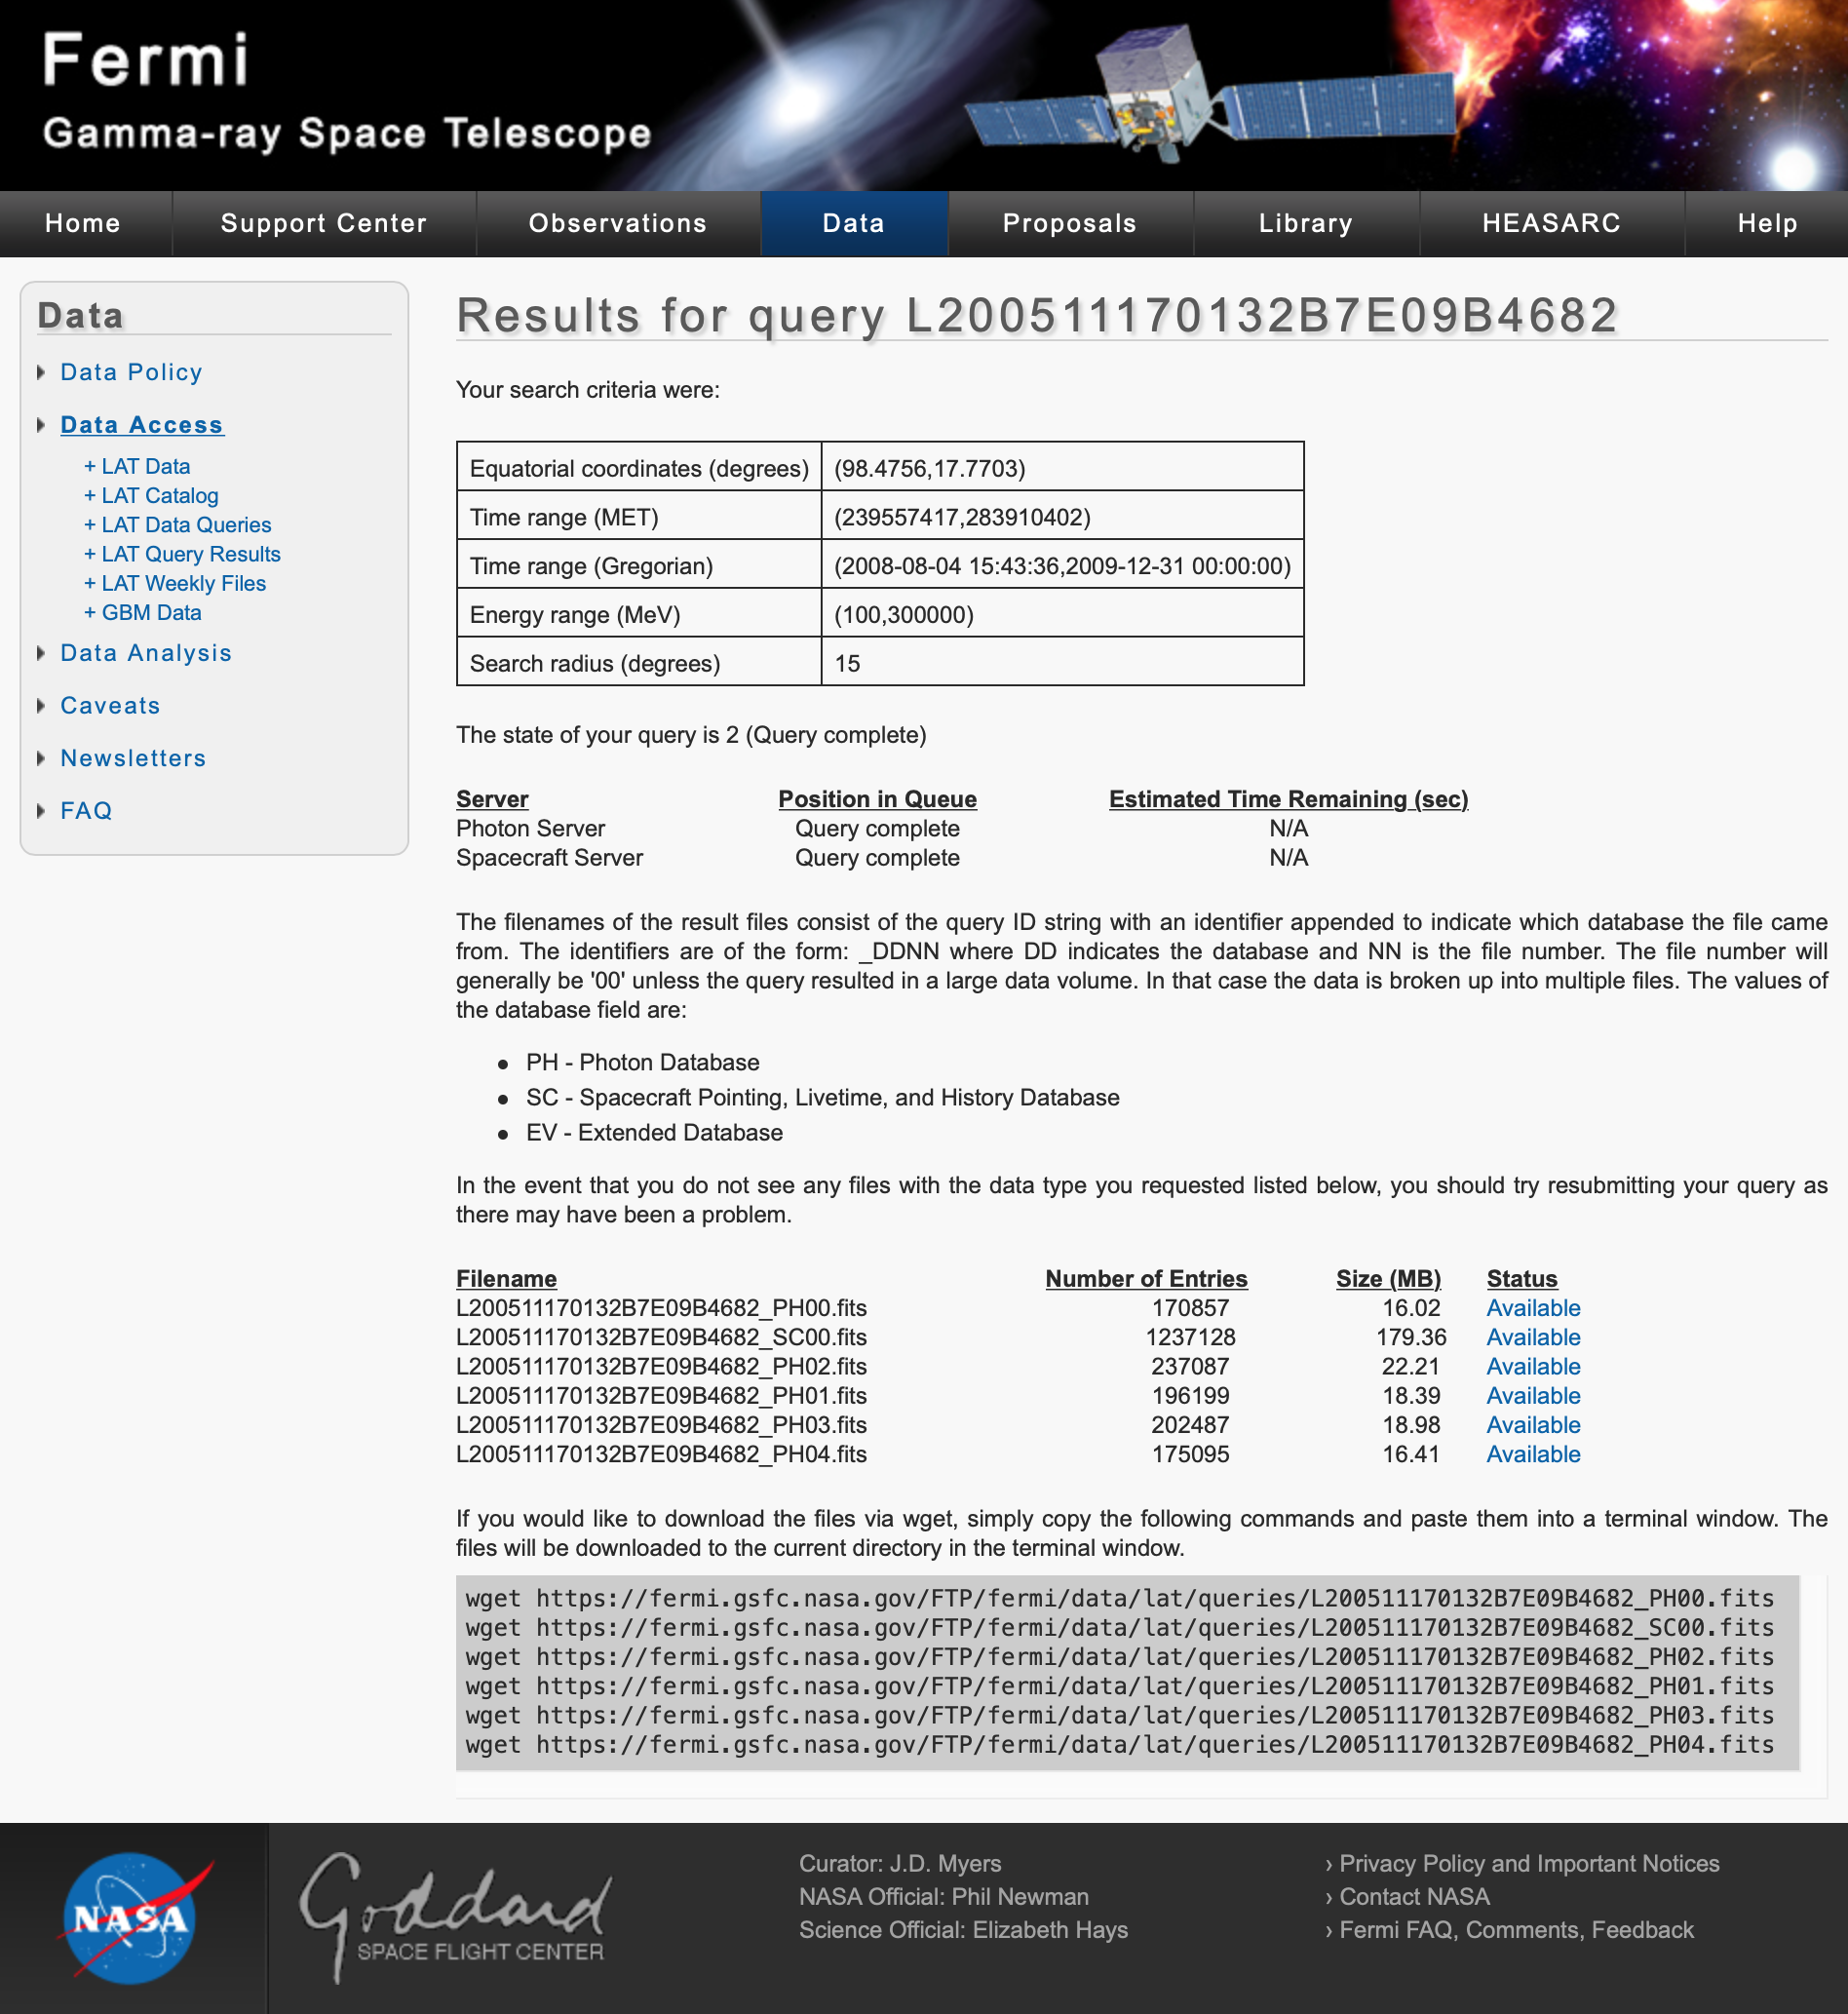 Fermi
Gamma-ray Space Telescope
Home Support Center Observations Data Proposals Library HEASARC Help
Data
Data Policy
Data Access
+ LAT Data
+ LAT Catalog
+ LAT Data Queries
+ LAT Query Results
+ LAT Weekly Files
+ GBM Data
Data Analysis
Caveats
Newsletters
FAQ
Results for query L200511170132B7E09B4682
Your search criteria were:
Equatorial coordinates (degrees) (98.4756,17.7703)
Time range (MET) (239557417,283910402)
Time range (Gregorian) (2008-08-04 15:43:36,2009-12-31 00:00:00)
Energy range (MeV) (100,300000)
Search radius (degrees) 15
The state of your query is 2 (Query complete)
Server Position in Queue Estimated Time Remaining (sec)
Photon Server Query complete N/A
Spacecraft Server Query complete N/A
The filenames of the result files consist of the query ID string with an identifier appended to indicate which database the file came
from. The identifiers are of the form: _DDNN where DD indicates the database and NN is the file number. The file number will
generally be '00' unless the query resulted in a large data volume. In that case the data is broken up into multiple files. The values of
the database field are:
● PH - Photon Database
● SC - Spacecraft Pointing, Livetime, and History Database
● EV - Extended Database
In the event that you do not see any files with the data type you requested listed below, you should try resubmitting your query as
there may have been a problem.
Filename Number of Entries Size (MB) Status
L200511170132B7E09B4682_PH00.fits 170857 16.02 Available
L200511170132B7E09B4682_SC00.fits 1237128 179.36 Available
L200511170132B7E09B4682_PH02.fits 237087 22.21 Available
L200511170132B7E09B4682_PH01.fits 196199 18.39 Available
L200511170132B7E09B4682_PH03.fits 202487 18.98 Available
L200511170132B7E09B4682_PH04.fits 175095 16.41 Available
If you would like to download the files via wget, simply copy the following commands and paste them into a terminal window. The
files will be downloaded to the current directory in the terminal window.
wget https://fermi.gsfc.nasa.gov/FTP/fermi/data/lat/queries/L200511170132B7E09B4682_PH00.fits
wget https://fermi.gsfc.nasa.gov/FTP/fermi/data/lat/queries/L200511170132B7E09B4682_SC00.fits
wget https://fermi.gsfc.nasa.gov/FTP/fermi/data/lat/queries/L200511170132B7E09B4682_PH02.fits
wget https://fermi.gsfc.nasa.gov/FTP/fermi/data/lat/queries/L200511170132B7E09B4682_PH01.fits
wget https://fermi.gsfc.nasa.gov/FTP/fermi/data/lat/queries/L200511170132B7E09B4682_PH03.fits
wget https://fermi.gsfc.nasa.gov/FTP/fermi/data/lat/queries/L200511170132B7E09B4682_PH04.fits
NASA
Goddard
SPACE FLIGHT CENTER
Curator: J.D. Myers
NASA Official: Phil Newman
Science Official: Elizabeth Hays
› Privacy Policy and Important Notices
› Contact NASA
› Fermi FAQ, Comments, Feedback